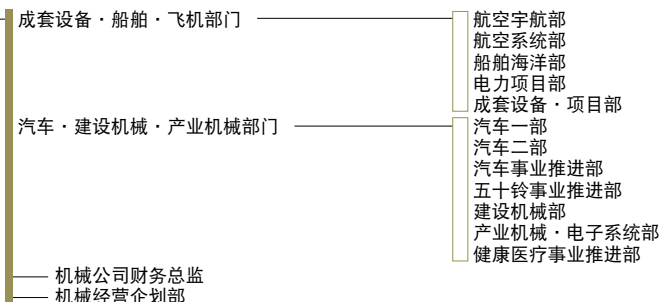 成套设备·船舶·飞机部门
航空宇航部
航空系统部
船舶海洋部
电力项目部
成套设备·项目部
汽车·建设机械·产业机械部门
汽车一部
汽车二部
汽车事业推进部
五十铃事业推进部
建设机械部
产业机械·电子系统部
健康医疗事业推进部
机械公司财务总监
机械经营企划部